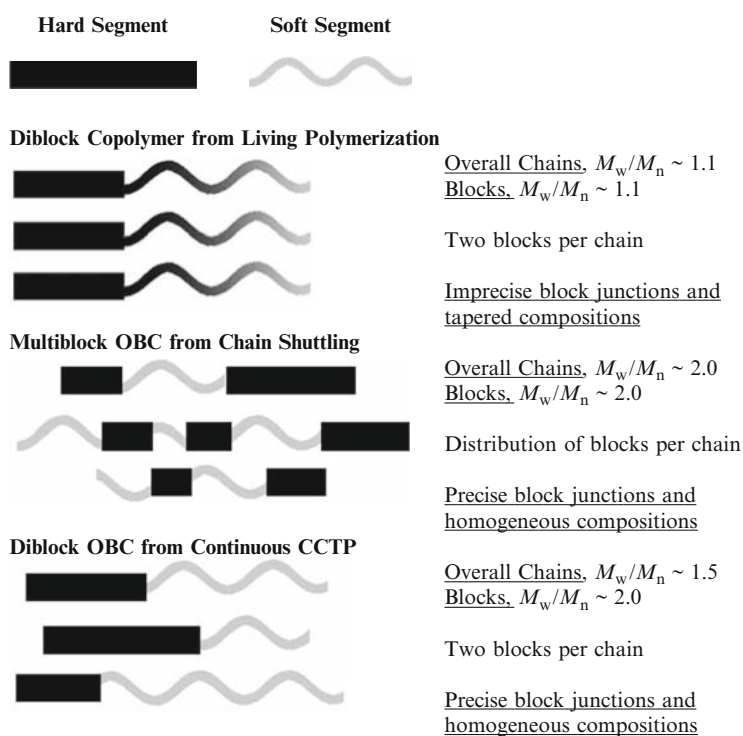 Hard Segment Soft Segment
Diblock Copolymer from Living Polymerization
Overall Chains, Mw/Mn ~ 1.1
Blocks, Mw/Mn ~ 1.1
Two blocks per chain
Imprecise block junctions and
tapered compositions
Multiblock OBC from Chain Shuttling
Overall Chains, Mw/Mn ~ 2.0
Blocks, Mw/Mn ~ 2.0
Distribution of blocks per chain
Precise block junctions and
homogeneous compositions
Diblock OBC from Continuous CCTP
Overall Chains, Mw/Mn ~ 1.5
Blocks, Mw/Mn ~ 2.0
Two blocks per chain
Precise block junctions and
homogeneous compositions